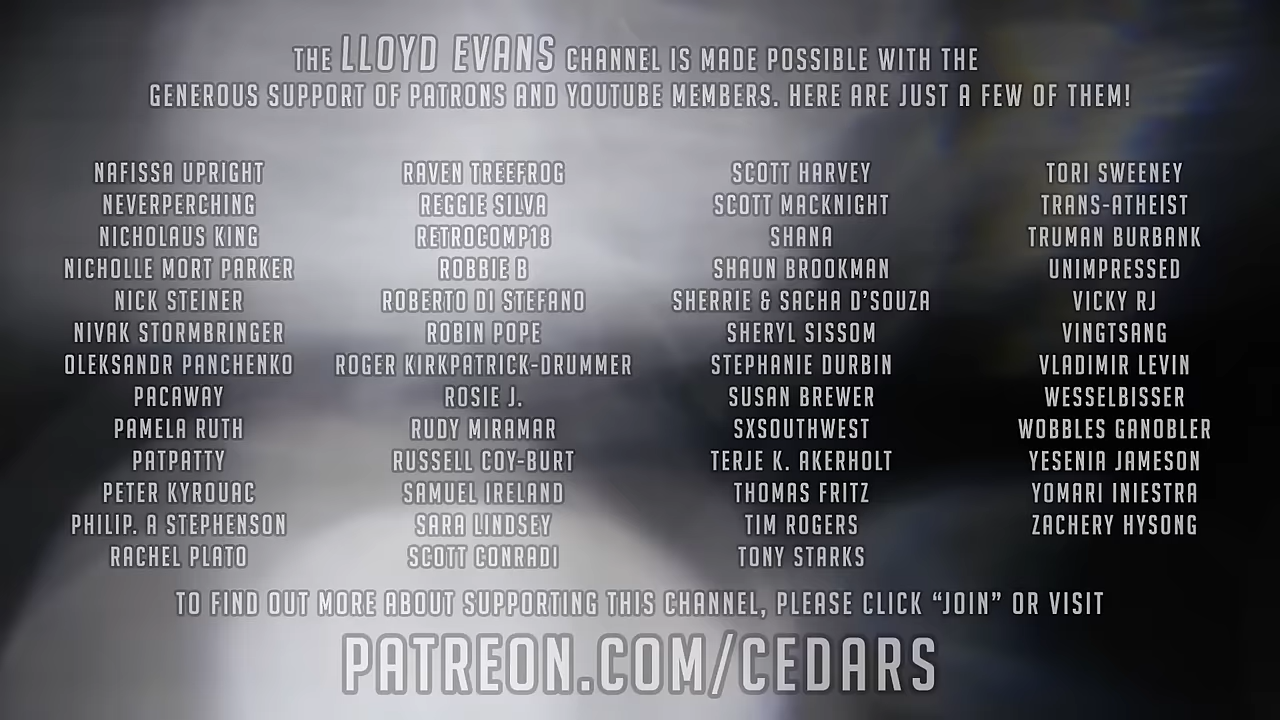 THE LLOYD EVANS CHANNEL IS MADE POSSIBLE WITH THE
GENEROUS SUPPORT OF PATRONS AND YOUTUBE MEMBERS. HERE ARE JUST A FEW OF THEM!
NAFISSA UPRIGHT
NEVERPERCHING
NICHOLAUS KING
NICHOLLE MORT PARKER
NICK STEINER
NIVAK STORMBRINGER
OLEKSANDR PANCHENKO
PACAWAY
PAMELA RUTH
PATPATTY
PETER KYROUAC
PHILIP. A STEPHENSON
RACHEL PLATO
RAVEN TREEFROG
REGGIE SILVA
RETROCOMP18
ROBBIE B
ROBERTO DI STEFANO
ROBIN POPE
ROGER KIRKPATRICK-DRUMMER
ROSIE J.
RUDY MIRAMAR
RUSSELL COY-BURT
SAMUEL IRELAND
SARA LINDSEY
SCOTT CONRADI
SCOTT HARVEY
SCOTT MACKNIGHT
SHANA
SHAUN BROOKMAN
SHERRIE & SACHA D'SOUZA
SHERYL SISSOM
STEPHANIE DURBIN
SUSAN BREWER
SXSOUTHWEST
TERJE K. AKERHOLT
THOMAS FRITZ
TIM ROGERS
TONY STARKS
TORI SWEENEY
TRANS-ATHEIST
TRUMAN BURBANK
UNIMPRESSED
VICKY RJ
VINGTSANG
VLADIMIR LEVIN
WESSELBISSER
WOBBLES GANOBLER
YESENIA JAMESON
YOMARI INIESTRA
ZACHERY HYSONG
TO FIND OUT MORE ABOUT SUPPORTING THIS CHANNEL, PLEASE CLICK “JOIN” OR VISIT
PATREON.COM/CEDARS